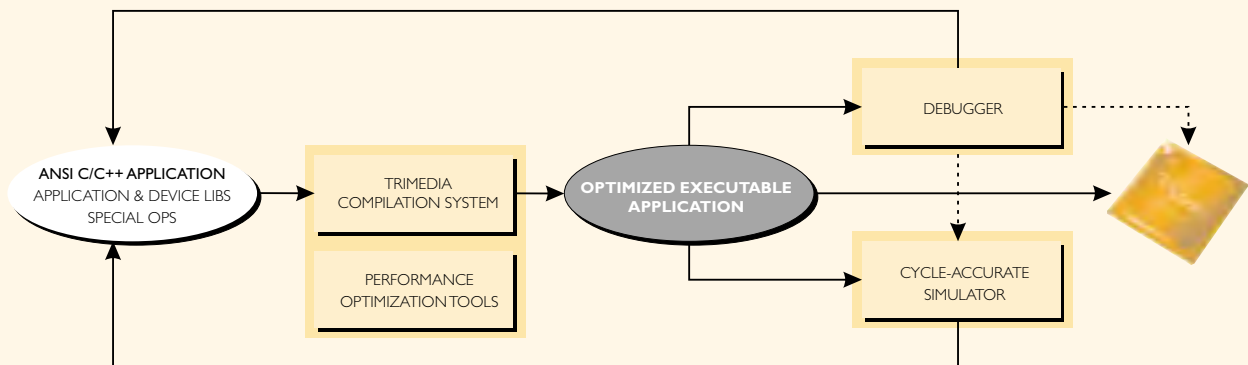 ANSI C/C++ APPLICATION
APPLICATION & DEVICE LIBS
SPECIAL OPS
TRIMEDIA
COMPILATION SYSTEM
PERFORMANCE
OPTIMIZATION TOOLS
OPTIMIZED EXECUTABLE
APPLICATION
DEBUGGER
CYCLE-ACCURATE
SIMULATOR